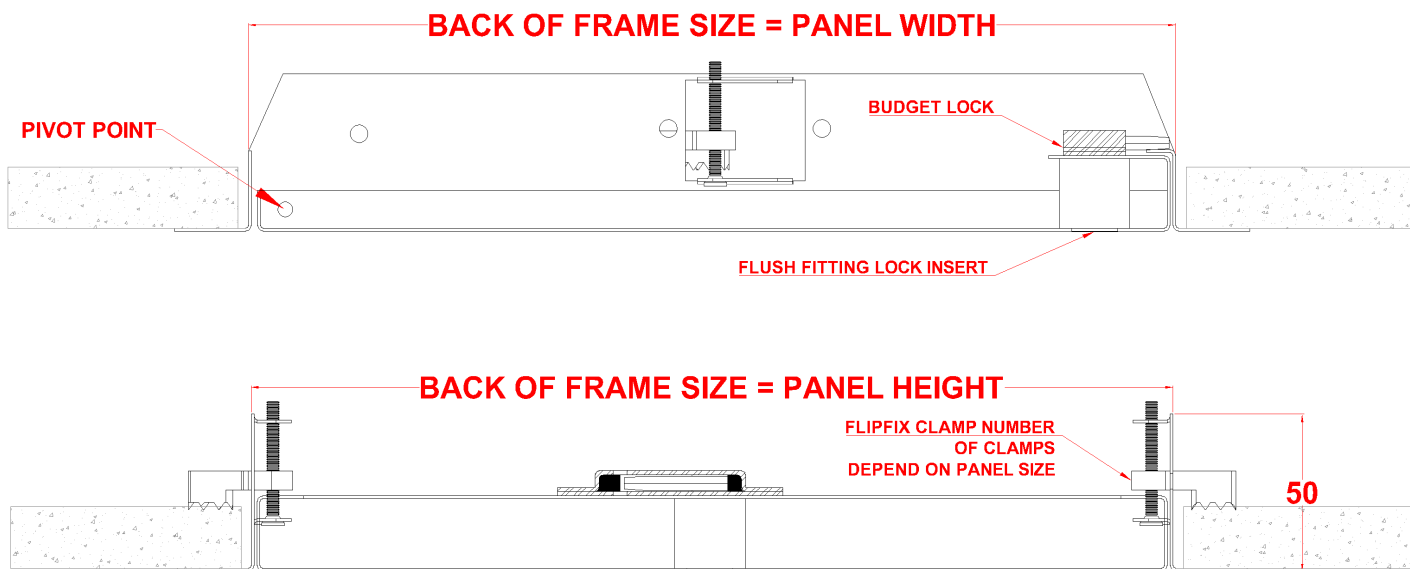 BACK OF FRAME SIZE = PANEL WIDTH
PIVOT POINT
BUDGET LOCK
FLUSH FITTING LOCK INSERT
BACK OF FRAME SIZE = PANEL HEIGHT
FLIPFIX CLAMP NUMBER
OF CLAMPS
DEPEND ON PANEL SIZE
50